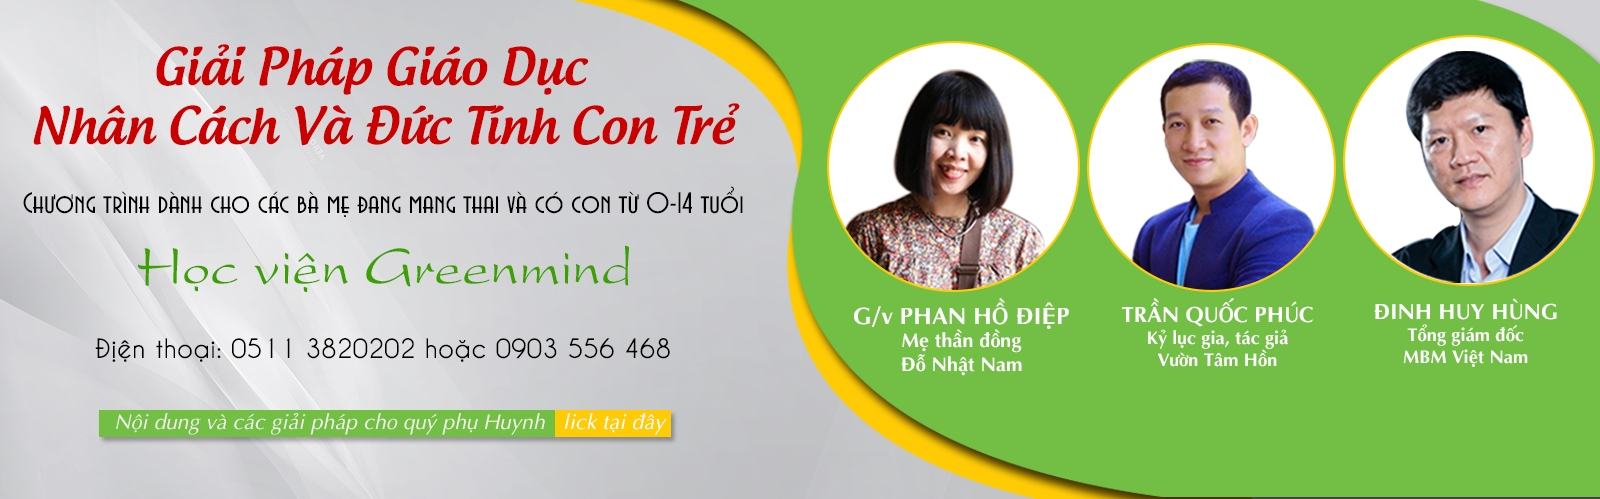 Giải Pháp Giáo Dục
Nhân Cách Và Đức Tính Con Trẻ
Chương trình dành cho các bà mẹ đang mang thai và có con từ 0-14 tuổi
Học viện Greenmind
Điện thoại: 0511 3820202 hoặc 0903 556 468
Nội dung và các giải pháp cho quý phụ Huynh lick tại đây
G/v PHAN HỒ ĐIỆP
Mẹ thần đồng
Đỗ Nhật Nam
TRẦN QUỐC PHÚC
Kỷ lục gia, tác giả
Vườn Tâm Hồn
ĐINH HUY HÙNG
Tổng giám đốc
MBM Việt Nam